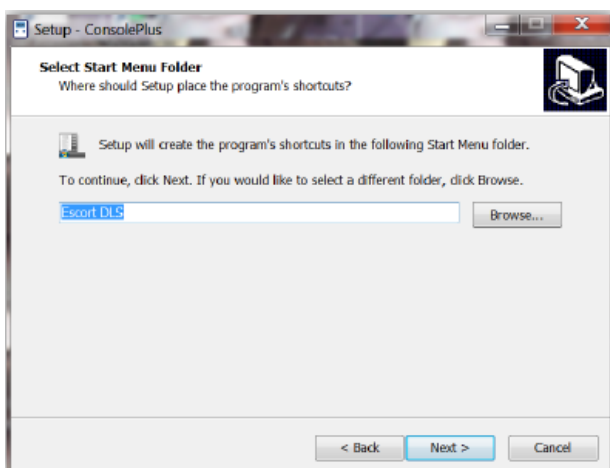 Setup - ConsolePlus
Select Start Menu Folder
Where should Setup place the program's shortcuts?
Setup will create the program's shortcuts in the following Start Menu folder.
To continue, click Next. If you would like to select a different folder, click Browse.
Escort DLS
Browse...
< Back
Next >
Cancel